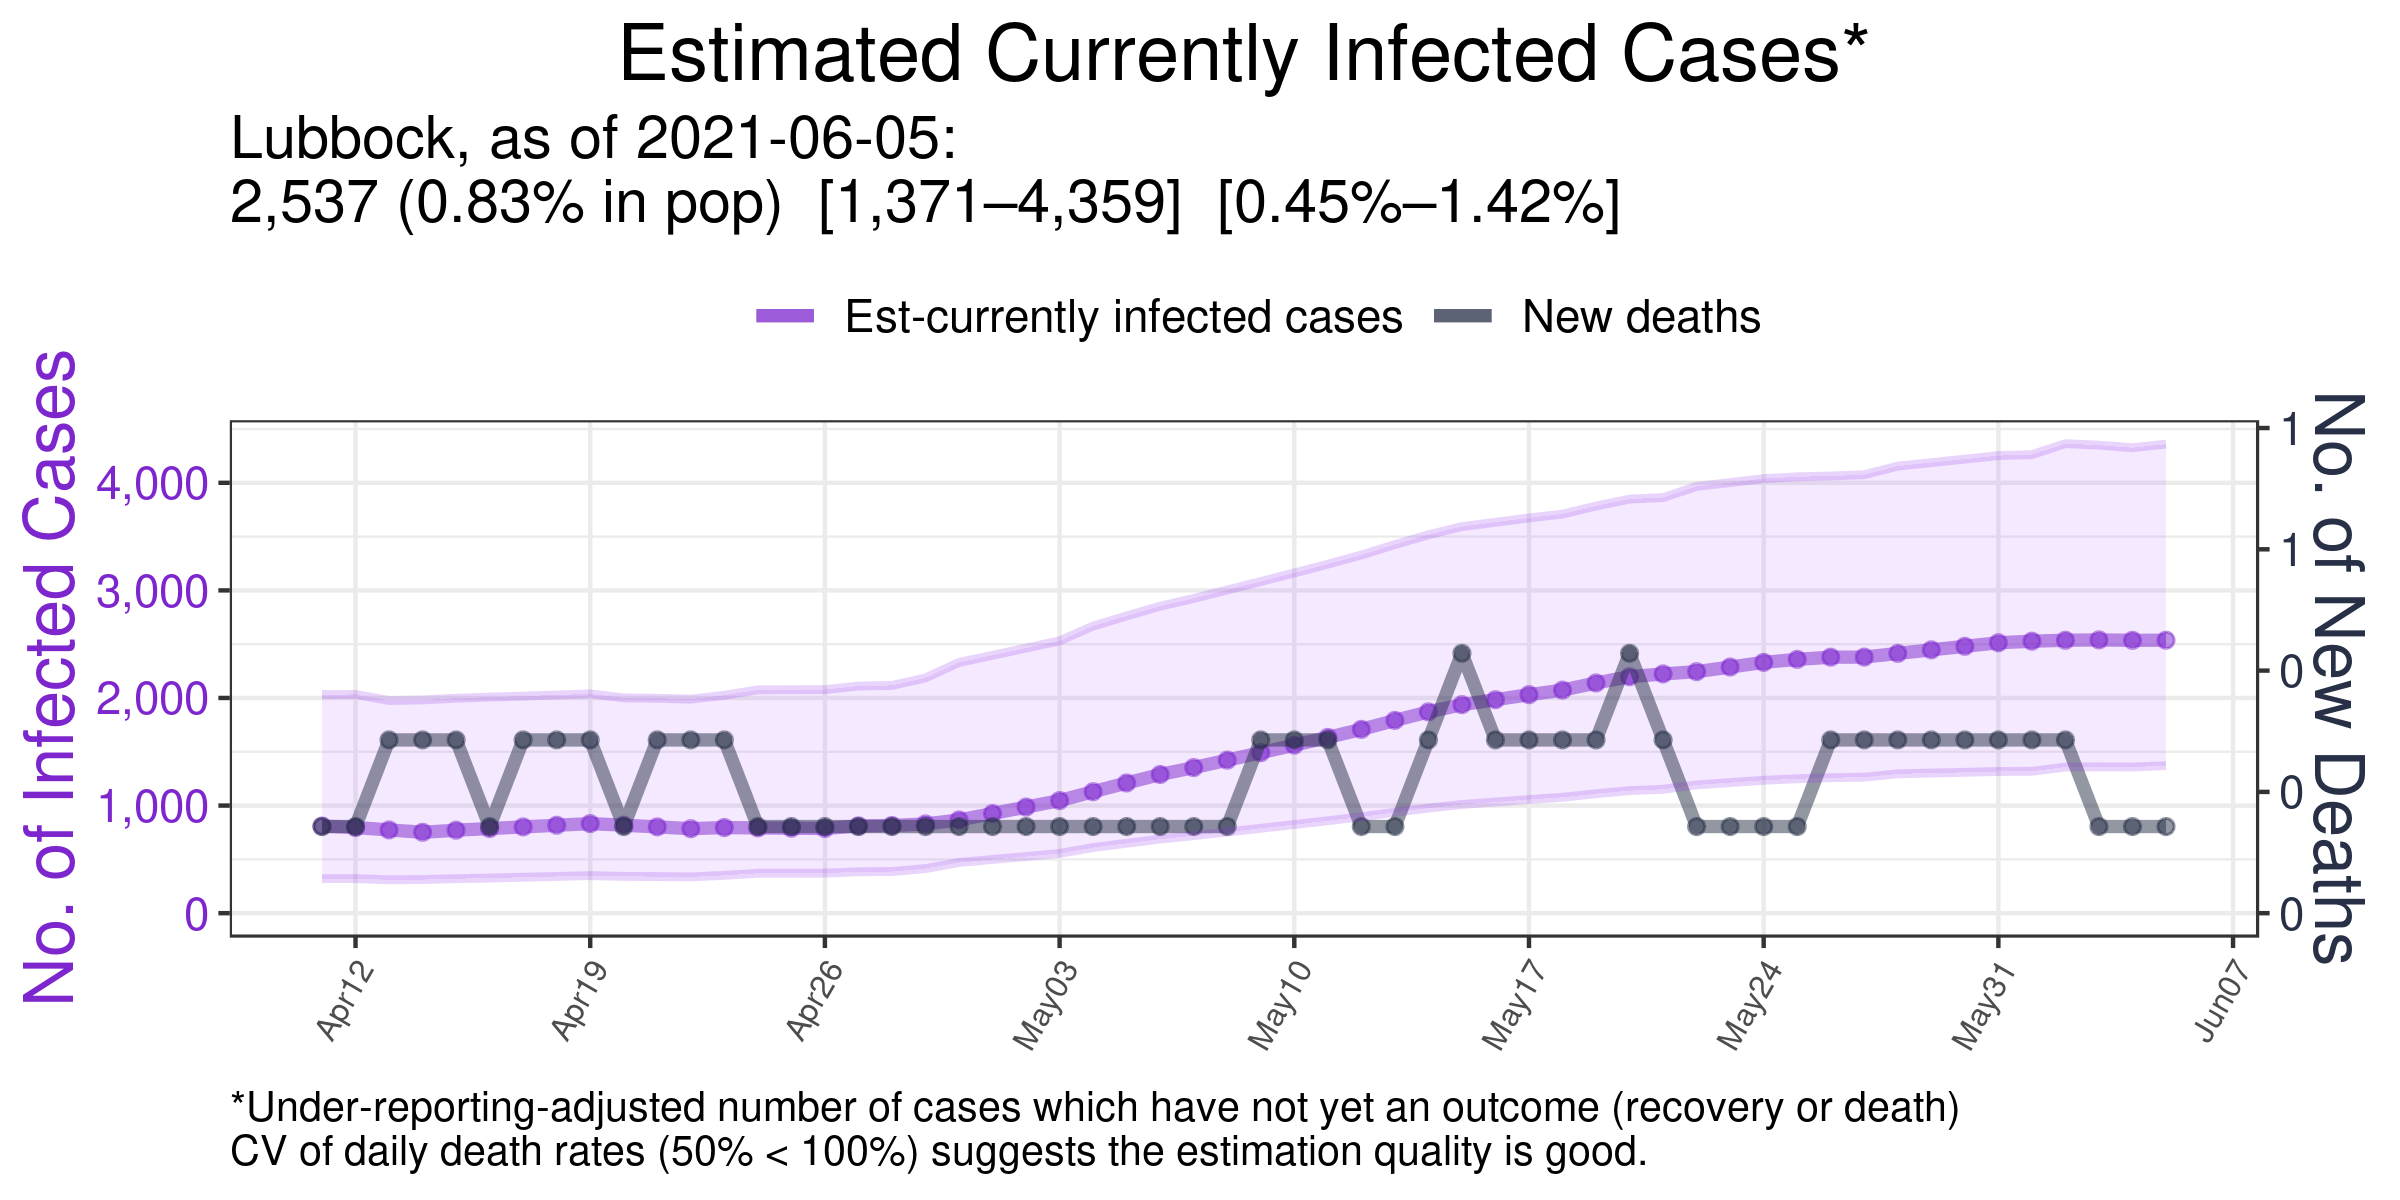 Estimated Currently Infected Cases*
Lubbock, as of 2021-06-05:
2,537 (0.83% in pop)  [1,371–4,359]  [0.45%–1.42%]
Est-currently infected cases
New deaths
No. of Infected Cases
4,000
3,000
2,000
1,000
0
1
1
0
0
0
No. of New Deaths
Apr12
Apr19
Apr26
May03
May10
May17
May24
May31
Jun07
*Under-reporting-adjusted number of cases which have not yet an outcome (recovery or death)
CV of daily death rates (50% < 100%) suggests the estimation quality is good.